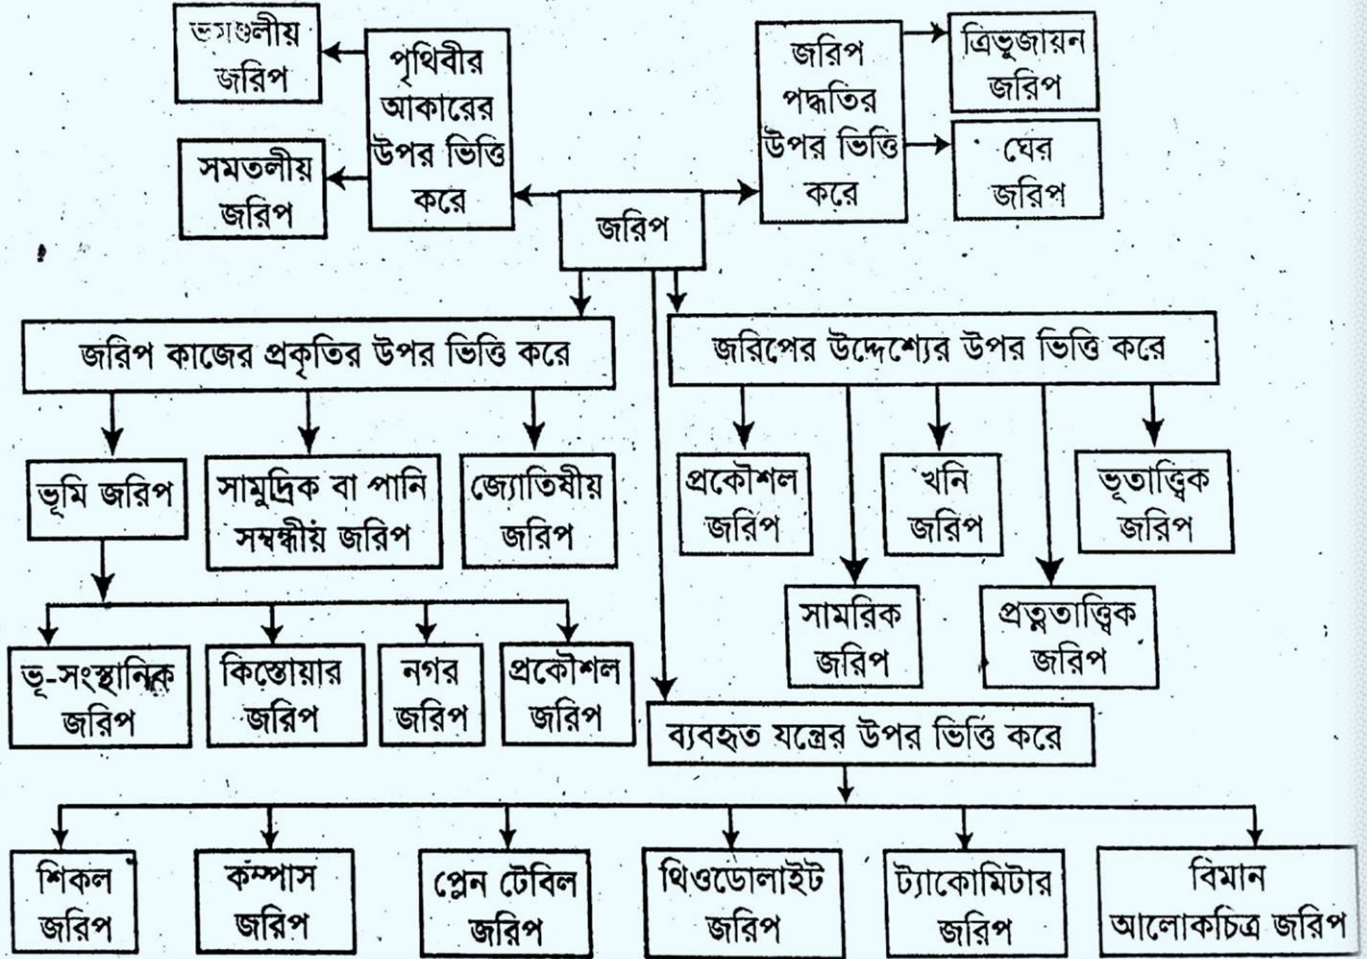 ভূমণ্ডলীয়
জরিপ
পৃথিবীর
আকারের
উপর ভিত্তি
করে
সমতলীয়
জরিপ
জরিপ
পদ্ধতির
উপর ভিত্তি
করে
ত্রিভুজায়ন
জরিপ
ঘের
জরিপ
জরিপ
জরিপ কাজের প্রকৃতির উপর ভিত্তি করে
জরিপের উদ্দেশ্যের উপর ভিত্তি করে
ভূমি জরিপ
সামুদ্রিক বা পানি
সম্বন্ধীয় জরিপ
জ্যোতিষীয়
জরিপ
প্রকৌশল
জরিপ
খনি
জরিপ
ভূতাত্ত্বিক
জরিপ
সামরিক
জরিপ
প্রত্নতাত্ত্বিক
জরিপ
ভূ-সংস্থানিক
জরিপ
কিস্তোয়ার
জরিপ
নগর
জরিপ
প্রকৌশল
জরিপ
ব্যবহৃত যন্ত্রের উপর ভিত্তি করে
শিকল
জরিপ
কম্পাস
জরিপ
প্লেন টেবিল
জরিপ
থিওডোলাইট
জরিপ
ট্যাকোমিটার
জরিপ
বিমান
আলোকচিত্র জরিপ